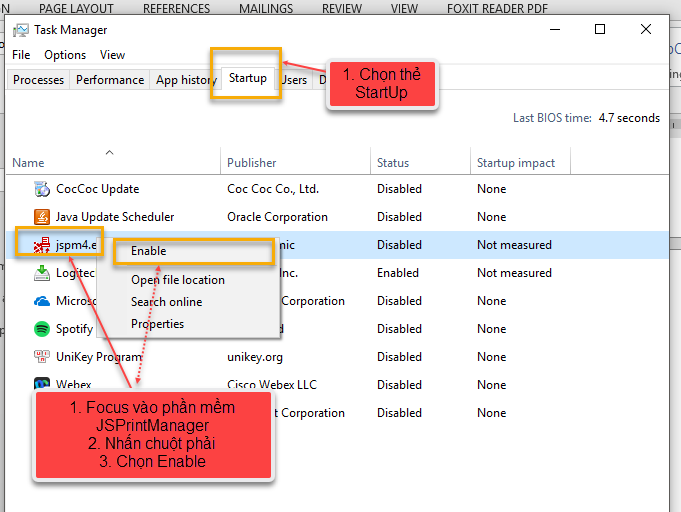 PAGE LAYOUT REFERENCES MAILINGS REVIEW VIEW FOXIT READER PDF
Task Manager
File Options View
Processes Performance App history Startup Users
1. Chọn thẻ
StartUp
Last BIOS time: 4.7 seconds
Name Publisher Status Startup impact
CocCoc Update Coc Coc Co., Ltd. Disabled None
Java Update Scheduler Oracle Corporation Disabled None
jspm4.e Disabled Not measured
Enable
Inc. Enabled Not measured
Open file location
Corporation Disabled None
Search online
Spotify Disabled None
Properties
UniKey Program unikey.org Disabled None
Webex Cisco Webex LLC Disabled None
Corporation Disabled None
1. Focus vào phần mềm
JSPrintManager
2. Nhấn chuột phải
3. Chọn Enable